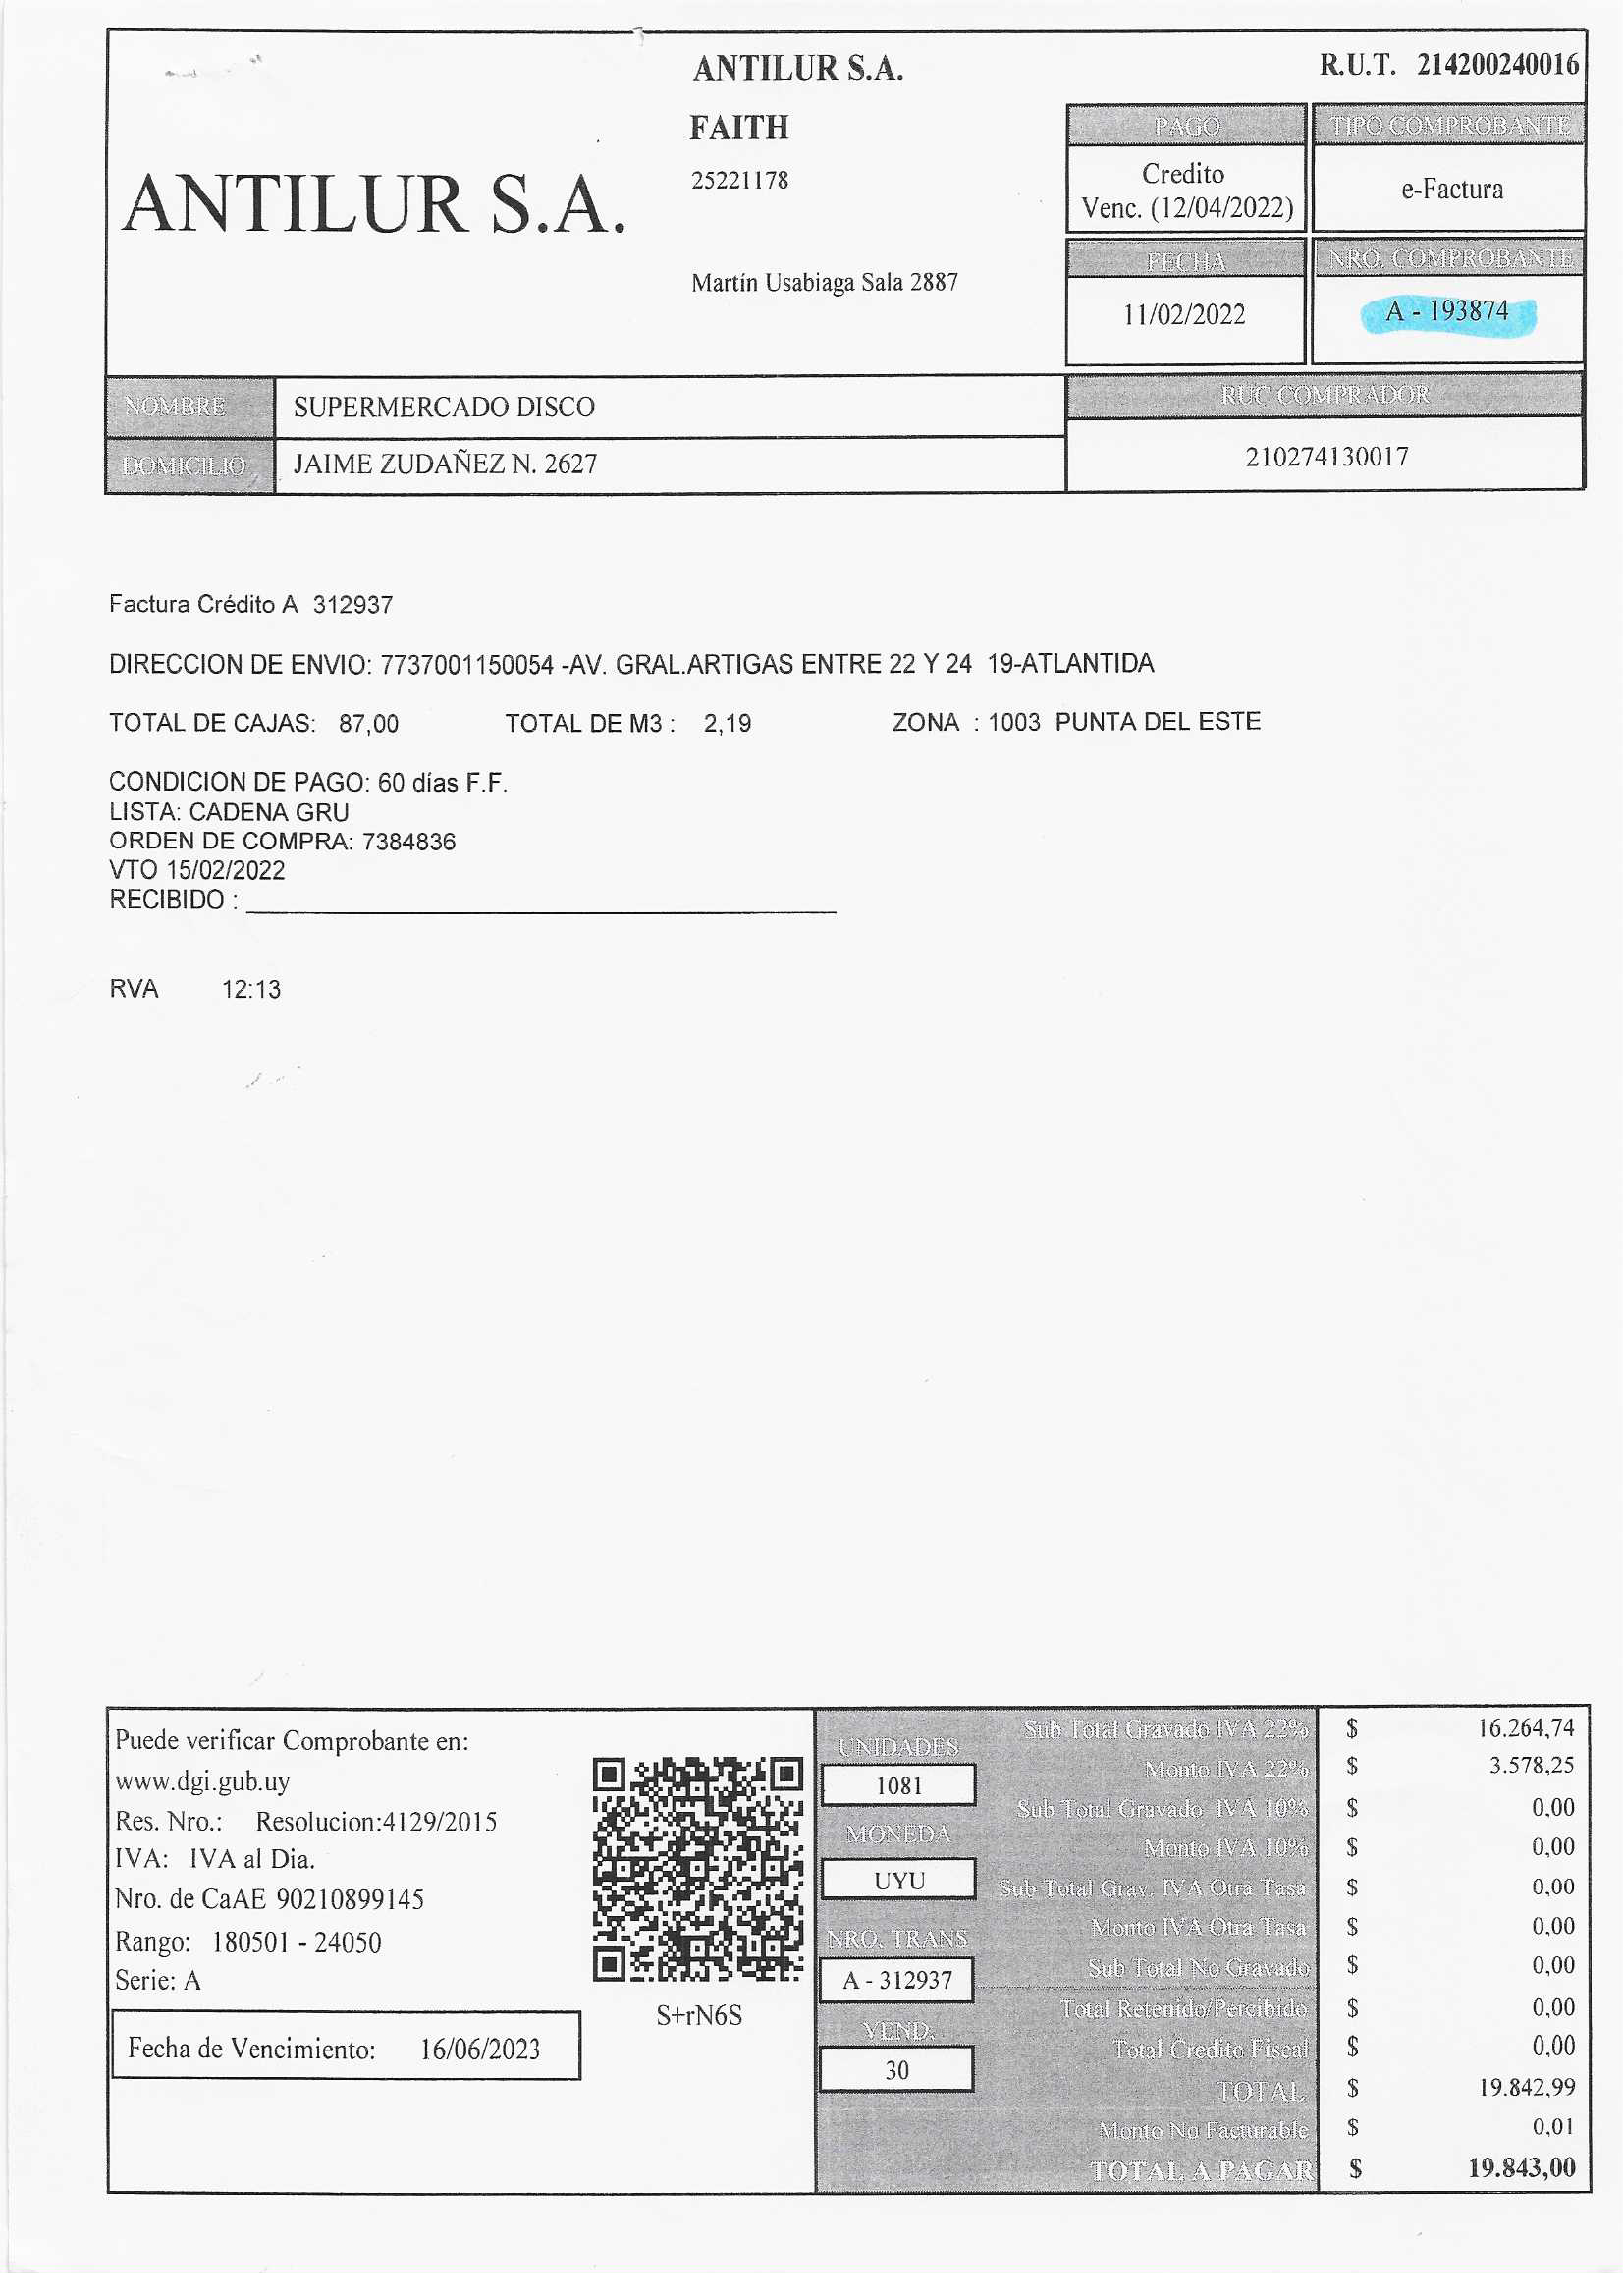 ANTILUR S.A.
ANTILUR S.A.
FAITH
25221178
Martín Usabiaga Sala 2887
R.U.T. 214200240016
PAGO
Credito
Venc. (12/04/2022)
TIPO COMPROBANTE
e-Factura
FECHA
11/02/2022
NRO. COMPROBANTE
A - 193874
NOMBRE SUPERMERCADO DISCO
DOMICILIO JAIME ZUDAÑEZ N. 2627
RUC COMPRADOR
210274130017
Factura Crédito A 312937
DIRECCION DE ENVIO: 7737001150054 -AV. GRAL.ARTIGAS ENTRE 22 Y 24 19-ATLANTIDA
TOTAL DE CAJAS: 87,00 TOTAL DE M3 : 2,19 ZONA : 1003 PUNTA DEL ESTE
CONDICION DE PAGO: 60 días F.F.
LISTA: CADENA GRU
ORDEN DE COMPRA: 7384836
VTO 15/02/2022
RECIBIDO :
RVA 12:13
Puede verificar Comprobante en:
www.dgi.gub.uy
Res. Nro.: Resolucion:4129/2015
IVA: IVA al Dia.
Nro. de CaAE 90210899145
Rango: 180501 - 24050
Serie: A
Fecha de Vencimiento: 16/06/2023
S+rN6S
UNIDADES
1081
MONEDA
UYU
NRO. TRANS
A - 312937
VEND.
30
Sub Total Gravado IVA 22% $ 16.264,74
Monto IVA 22% $ 3.578,25
Sub Total Gravado IVA 10% $ 0,00
Monto IVA 10% $ 0,00
Sub Total Grav. IVA Otra Tasa $ 0,00
Monto IVA Otra Tasa $ 0,00
Sub Total No Gravado $ 0,00
Total Retenido/Percibido $ 0,00
Total Credito Fiscal $ 0,00
TOTAL $ 19.842,99
Monto No Facturable $ 0,01
TOTAL A PAGAR $ 19.843,00